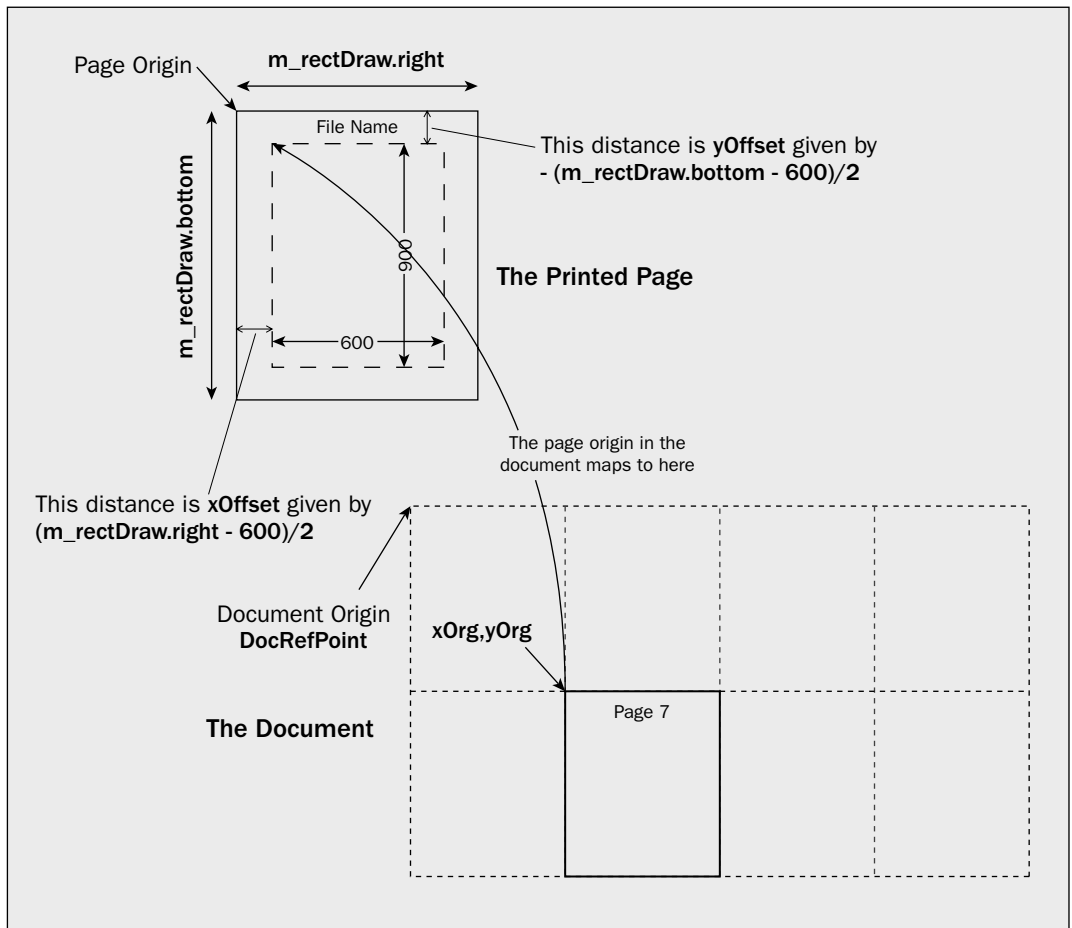 Page Origin
m_rectDraw.right
File Name
This distance is yOffset given by
- (m_rectDraw.bottom - 600)/2
m_rectDraw.bottom
900
The Printed Page
600
The page origin in the
document maps to here
This distance is xOffset given by
(m_rectDraw.right - 600)/2
Document Origin
DocRefPoint
xOrg,yOrg
Page 7
The Document